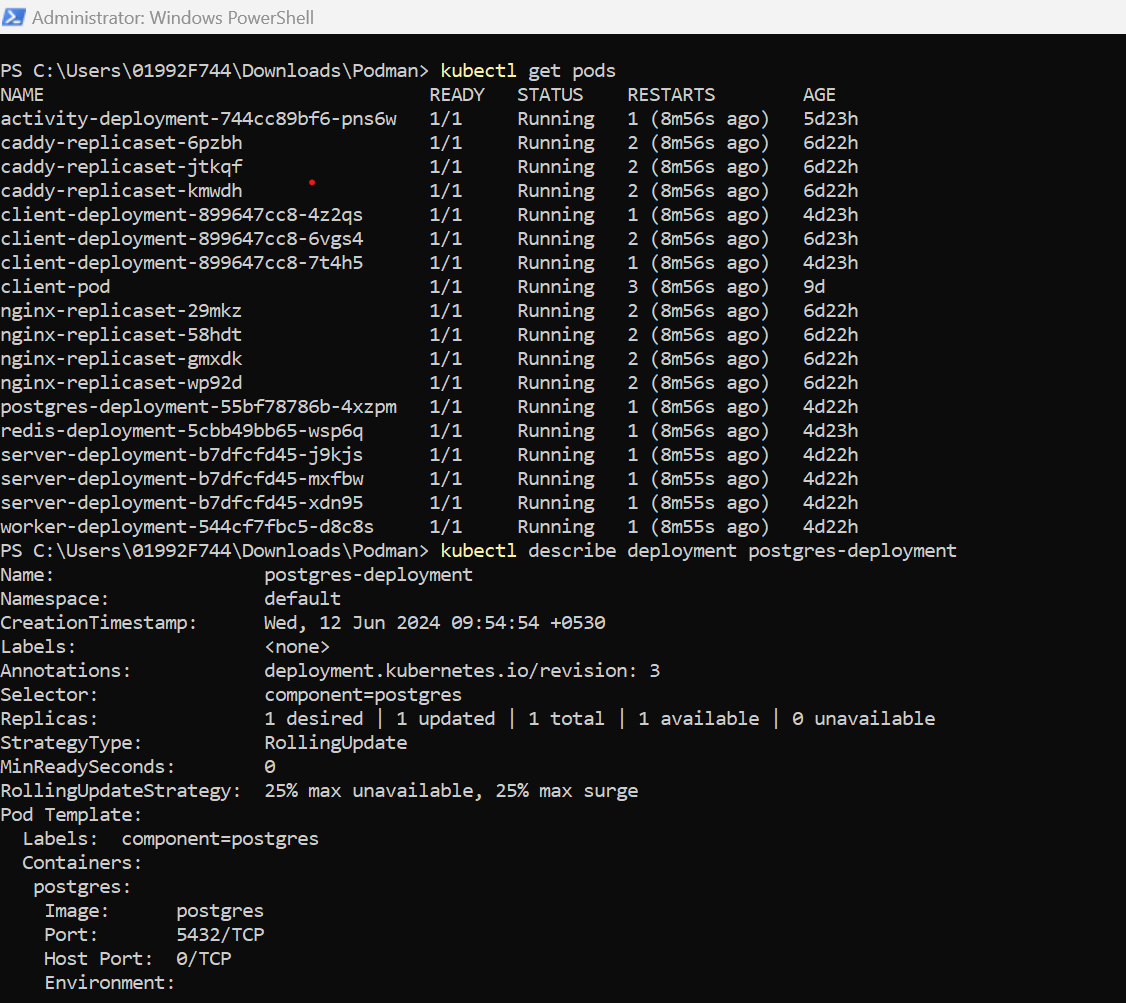 Administrator: Windows PowerShell
PS C:\Users\01992F744\Downloads\Podman> kubectl get pods
NAME                                   READY   STATUS    RESTARTS        AGE
activity-deployment-744cc89bf6-pns6w   1/1     Running   1 (8m56s ago)   5d23h
caddy-replicaset-6pzbh                 1/1     Running   2 (8m56s ago)   6d22h
caddy-replicaset-jtkqf                 1/1     Running   2 (8m56s ago)   6d22h
caddy-replicaset-kmwdh                 1/1     Running   2 (8m56s ago)   6d22h
client-deployment-899647cc8-4z2qs      1/1     Running   1 (8m56s ago)   4d23h
client-deployment-899647cc8-6vgs4      1/1     Running   2 (8m56s ago)   6d23h
client-deployment-899647cc8-7t4h5      1/1     Running   1 (8m56s ago)   4d23h
client-pod                             1/1     Running   3 (8m56s ago)   9d
nginx-replicaset-29mkz                 1/1     Running   2 (8m56s ago)   6d22h
nginx-replicaset-58hdt                 1/1     Running   2 (8m56s ago)   6d22h
nginx-replicaset-gmxdk                 1/1     Running   2 (8m56s ago)   6d22h
nginx-replicaset-wp92d                 1/1     Running   2 (8m56s ago)   6d22h
postgres-deployment-55bf78786b-4xzpm   1/1     Running   1 (8m56s ago)   4d22h
redis-deployment-5cbb49bb65-wsp6q      1/1     Running   1 (8m56s ago)   4d23h
server-deployment-b7dfcfd45-j9kjs      1/1     Running   1 (8m55s ago)   4d22h
server-deployment-b7dfcfd45-mxfbw      1/1     Running   1 (8m55s ago)   4d22h
server-deployment-b7dfcfd45-xdn95      1/1     Running   1 (8m55s ago)   4d22h
worker-deployment-544cf7fbc5-d8c8s     1/1     Running   1 (8m55s ago)   4d22h
PS C:\Users\01992F744\Downloads\Podman> kubectl describe deployment postgres-deployment
Name:                   postgres-deployment
Namespace:              default
CreationTimestamp:      Wed, 12 Jun 2024 09:54:54 +0530
Labels:                 <none>
Annotations:            deployment.kubernetes.io/revision: 3
Selector:               component=postgres
Replicas:               1 desired | 1 updated | 1 total | 1 available | 0 unavailable
StrategyType:           RollingUpdate
MinReadySeconds:        0
RollingUpdateStrategy:  25% max unavailable, 25% max surge
Pod Template:
  Labels:  component=postgres
  Containers:
   postgres:
    Image:      postgres
    Port:       5432/TCP
    Host Port:  0/TCP
    Environment: